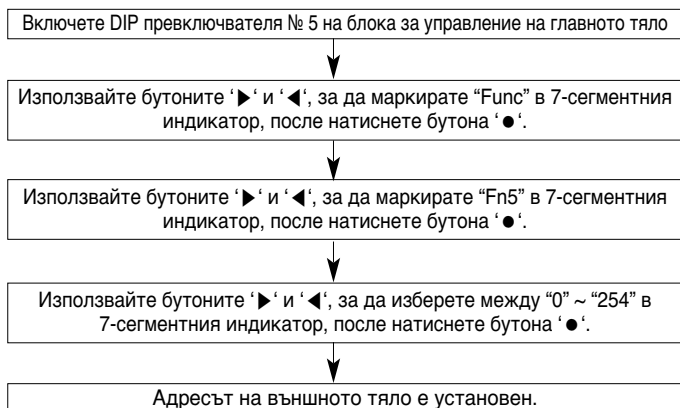 Включете DIP превключвателя № 5 на блока за управление на главното тяло
Използвайте бутоните ‘▶‘ и ‘◀‘, за да маркирате “Func” в 7-сегментния
индикатор, после натиснете бутона ‘●‘.
Използвайте бутоните ‘▶‘ и ‘◀‘, за да маркирате “Fn5” в 7-сегментния
индикатор, после натиснете бутона ‘●‘.
Използвайте бутоните ‘▶‘ и ‘◀‘, за да изберете между “0” ~ “254” в
7-сегментния индикатор, после натиснете бутона ‘●‘.
Адресът на външното тяло е установен.